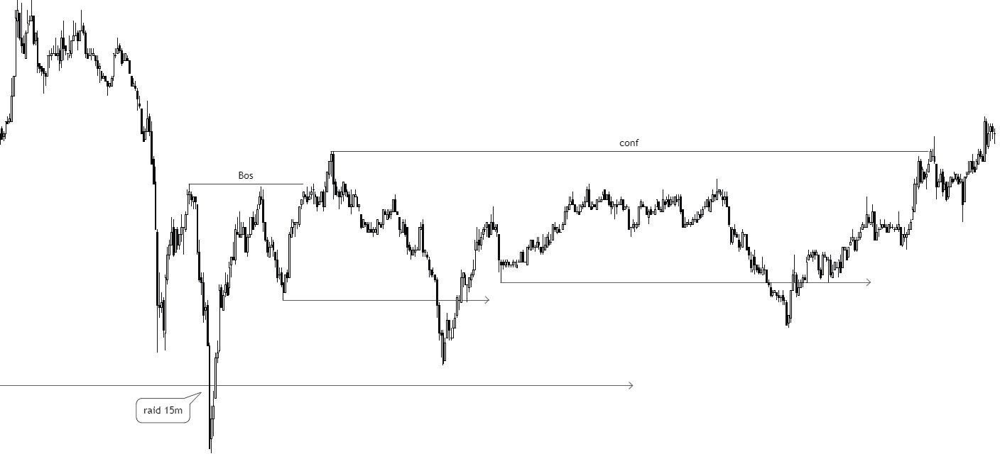 conf
Bos
raid 15m